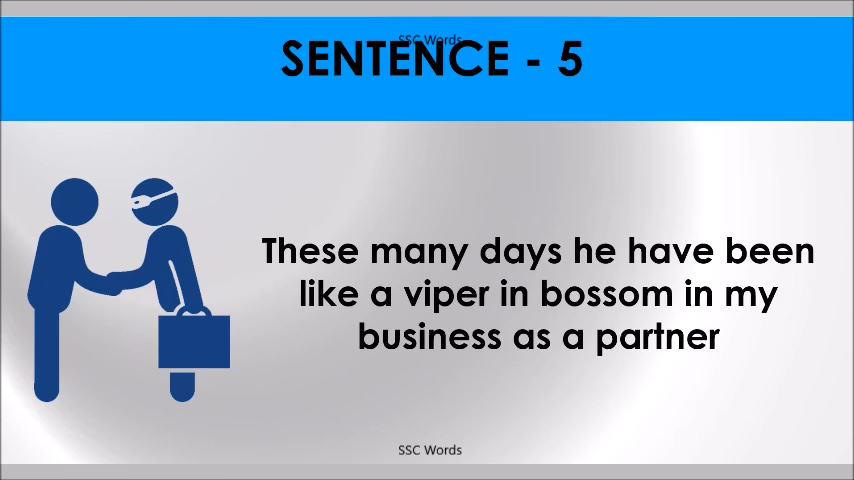 SSC Words
SENTENCE - 5
These many days he have been
like a viper in bossom in my
business as a partner
SSC Words